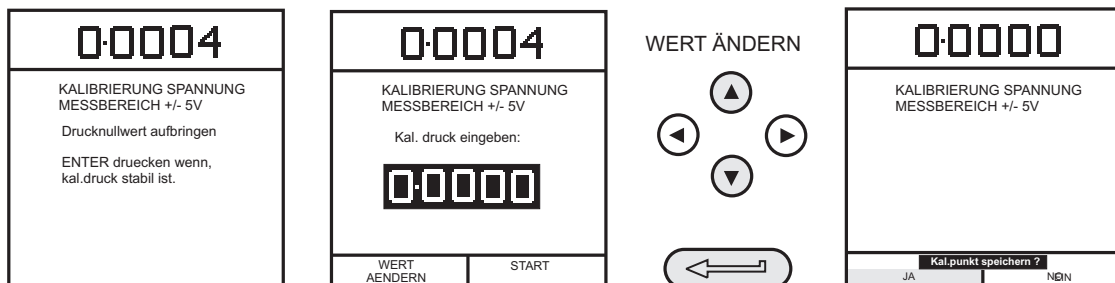 0.0004
KALIBRIERUNG SPANNUNG
MESSBEREICH +/- 5V
Drucknullwert aufbringen
ENTER druecken wenn,
kal.druck stabil ist.
0.0004
KALIBRIERUNG SPANNUNG
MESSBEREICH +/- 5V
Kal. druck eingeben:
0.0000
WERT
AENDERN
START
WERT ÄNDERN
0.0000
KALIBRIERUNG SPANNUNG
MESSBEREICH +/- 5V
Kal.punkt speichern ?
JA